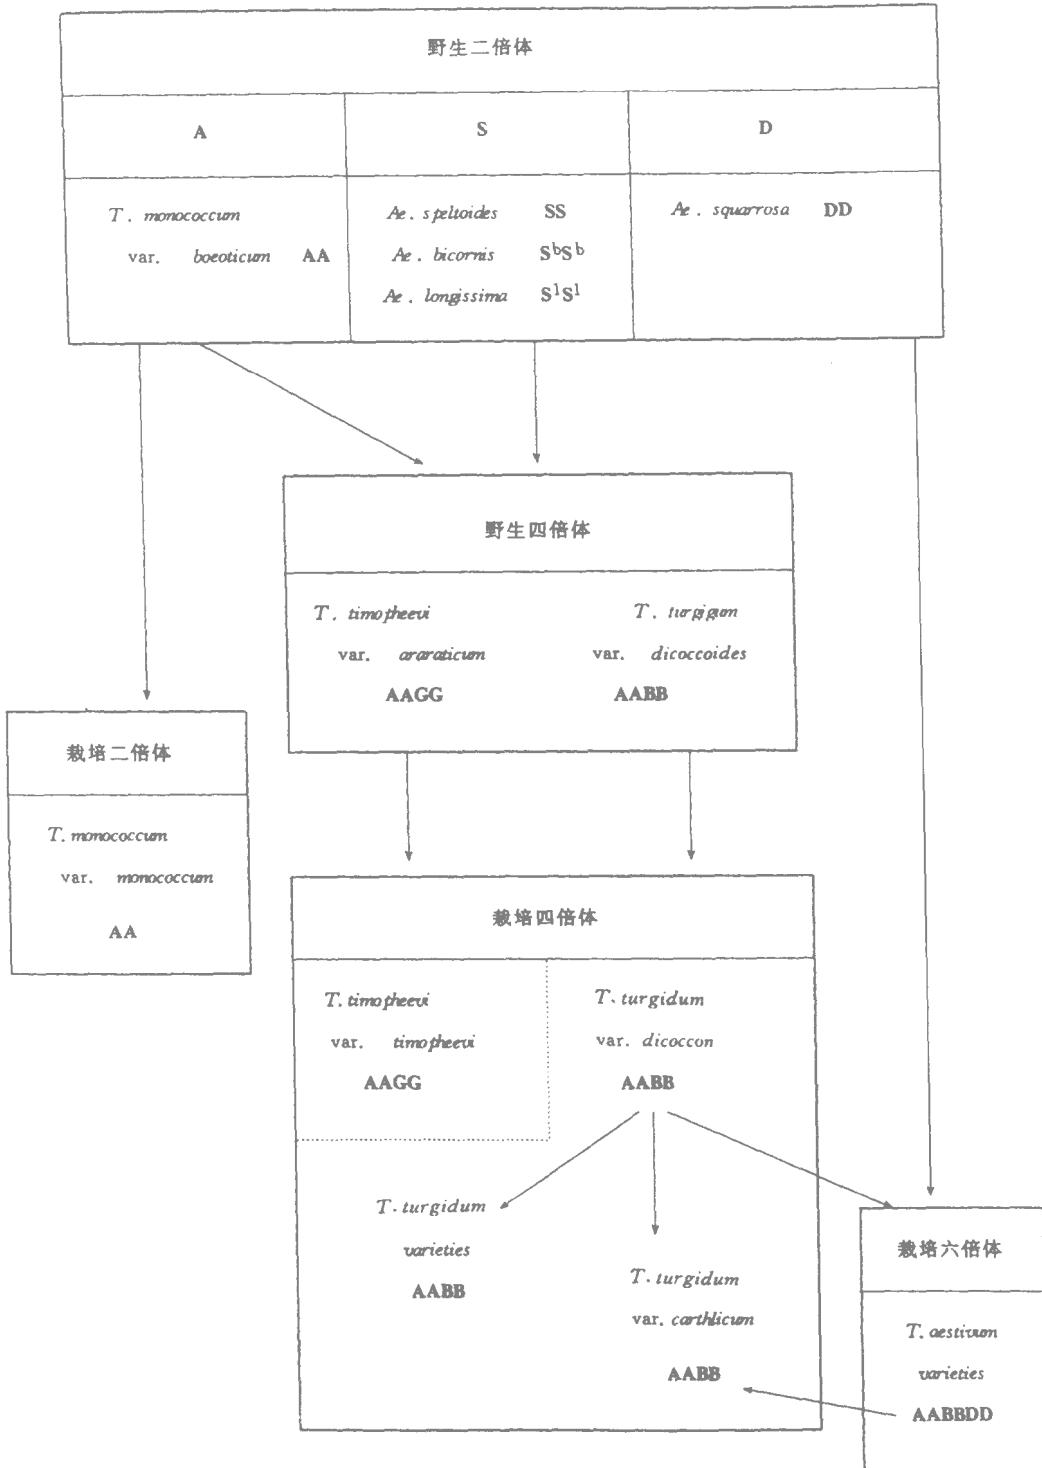 野生二倍体
A
S
D
T. monococcum
var. boeoticum AA
Ae. speltoides SS
Ae. bicornis SᵇSᵇ
Ae. longissima S¹S¹
Ae. squarrosa DD
野生四倍体
T. timopheevi
var. araraticum
AAGG
T. turgigum
var. dicoccoides
AABB
栽培二倍体
T. monococcum
var. monococcum
AA
栽培四倍体
T. timopheevi
var. timopheevi
AAGG
T. turgidum
var. dicoccon
AABB
T. turgidum
varieties
AABB
T. turgidum
var. carthlicum
AABB
栽培六倍体
T. aestivum
varieties
AABBDD